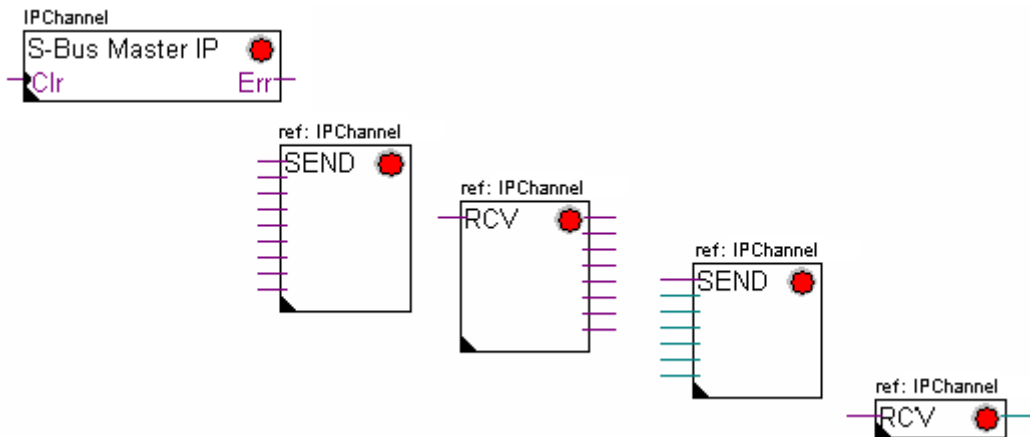 IPChannel
S-Bus Master IP
Clr Err
ref: IPChannel
SEND
ref: IPChannel
RCV
ref: IPChannel
SEND
ref: IPChannel
RCV